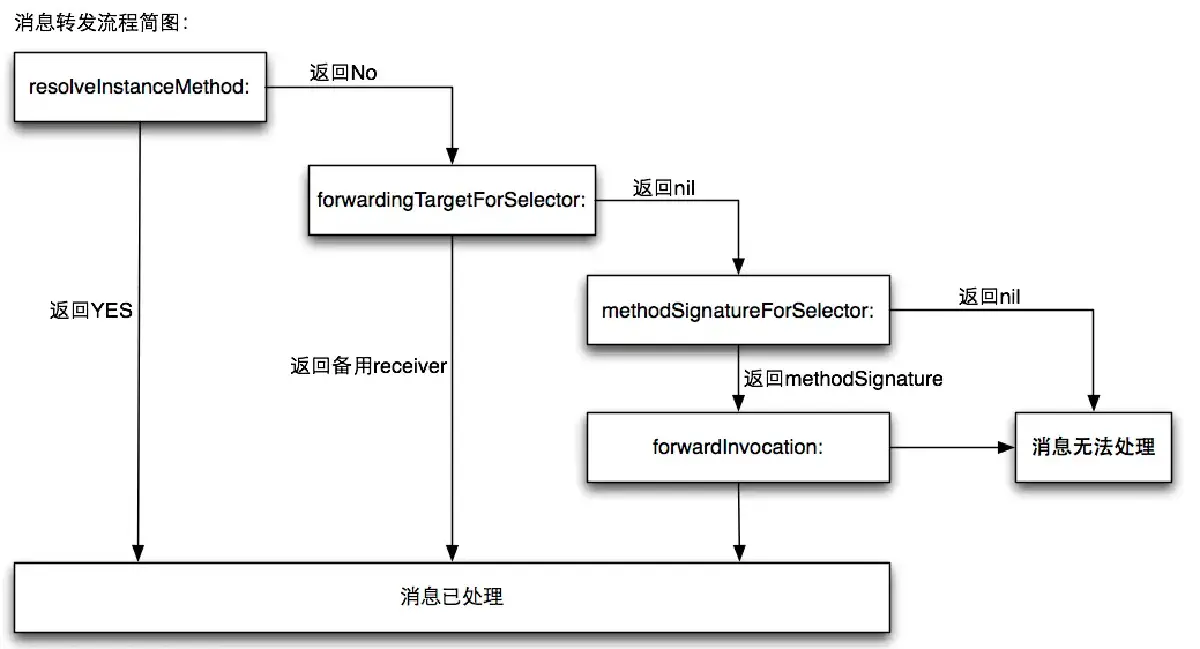 消息转发流程简图：
resolveInstanceMethod:
返回No
forwardingTargetForSelector:
返回nil
methodSignatureForSelector:
返回nil
返回YES
返回备用receiver
返回methodSignature
forwardInvocation:
消息无法处理
消息已处理